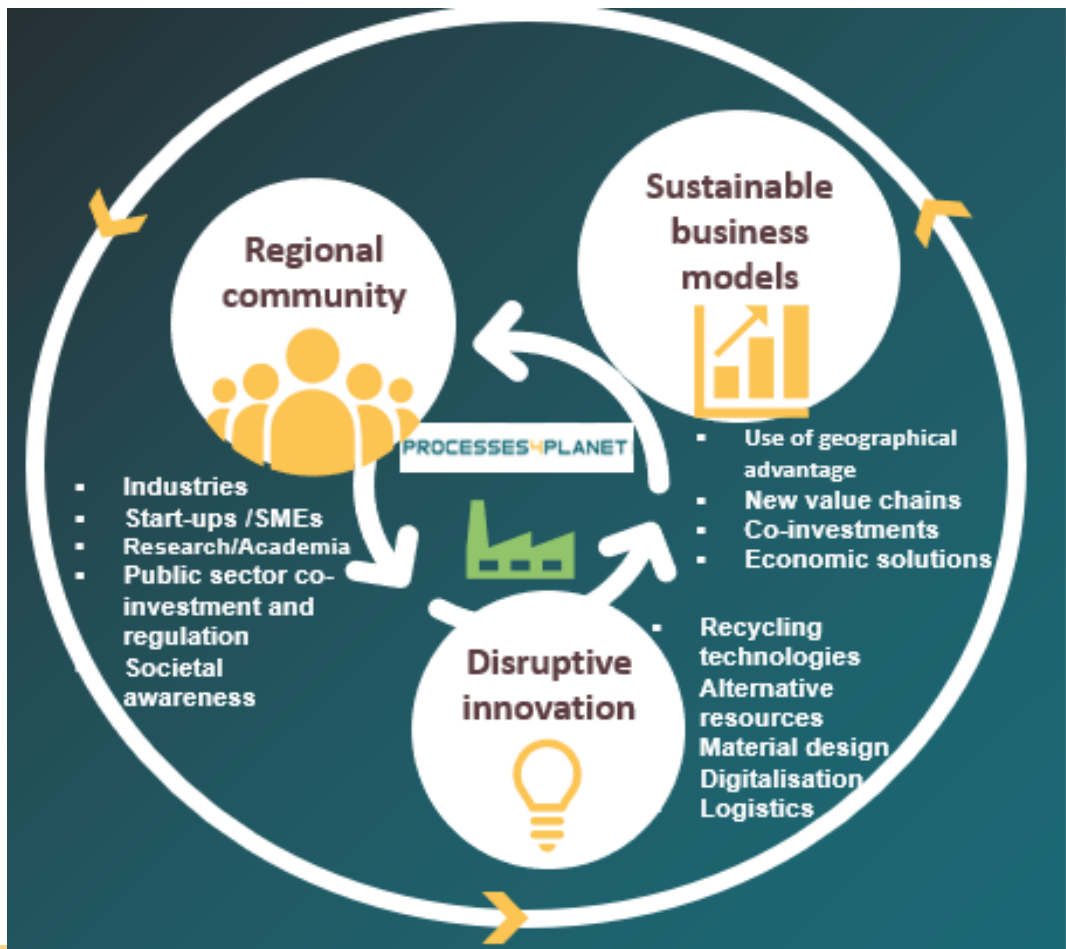 Sustainable
business
models
Regional
community
PROCESSES4PLANET
▪ Use of geographical
advantage
▪ New value chains
▪ Co-investments
▪ Economic solutions
▪ Industries
▪ Start-ups /SMEs
▪ Research/Academia
▪ Public sector co-
investment and
regulation
Societal
awareness
Disruptive
innovation
▪ Recycling
technologies
Alternative
resources
Material design
Digitalisation
Logistics